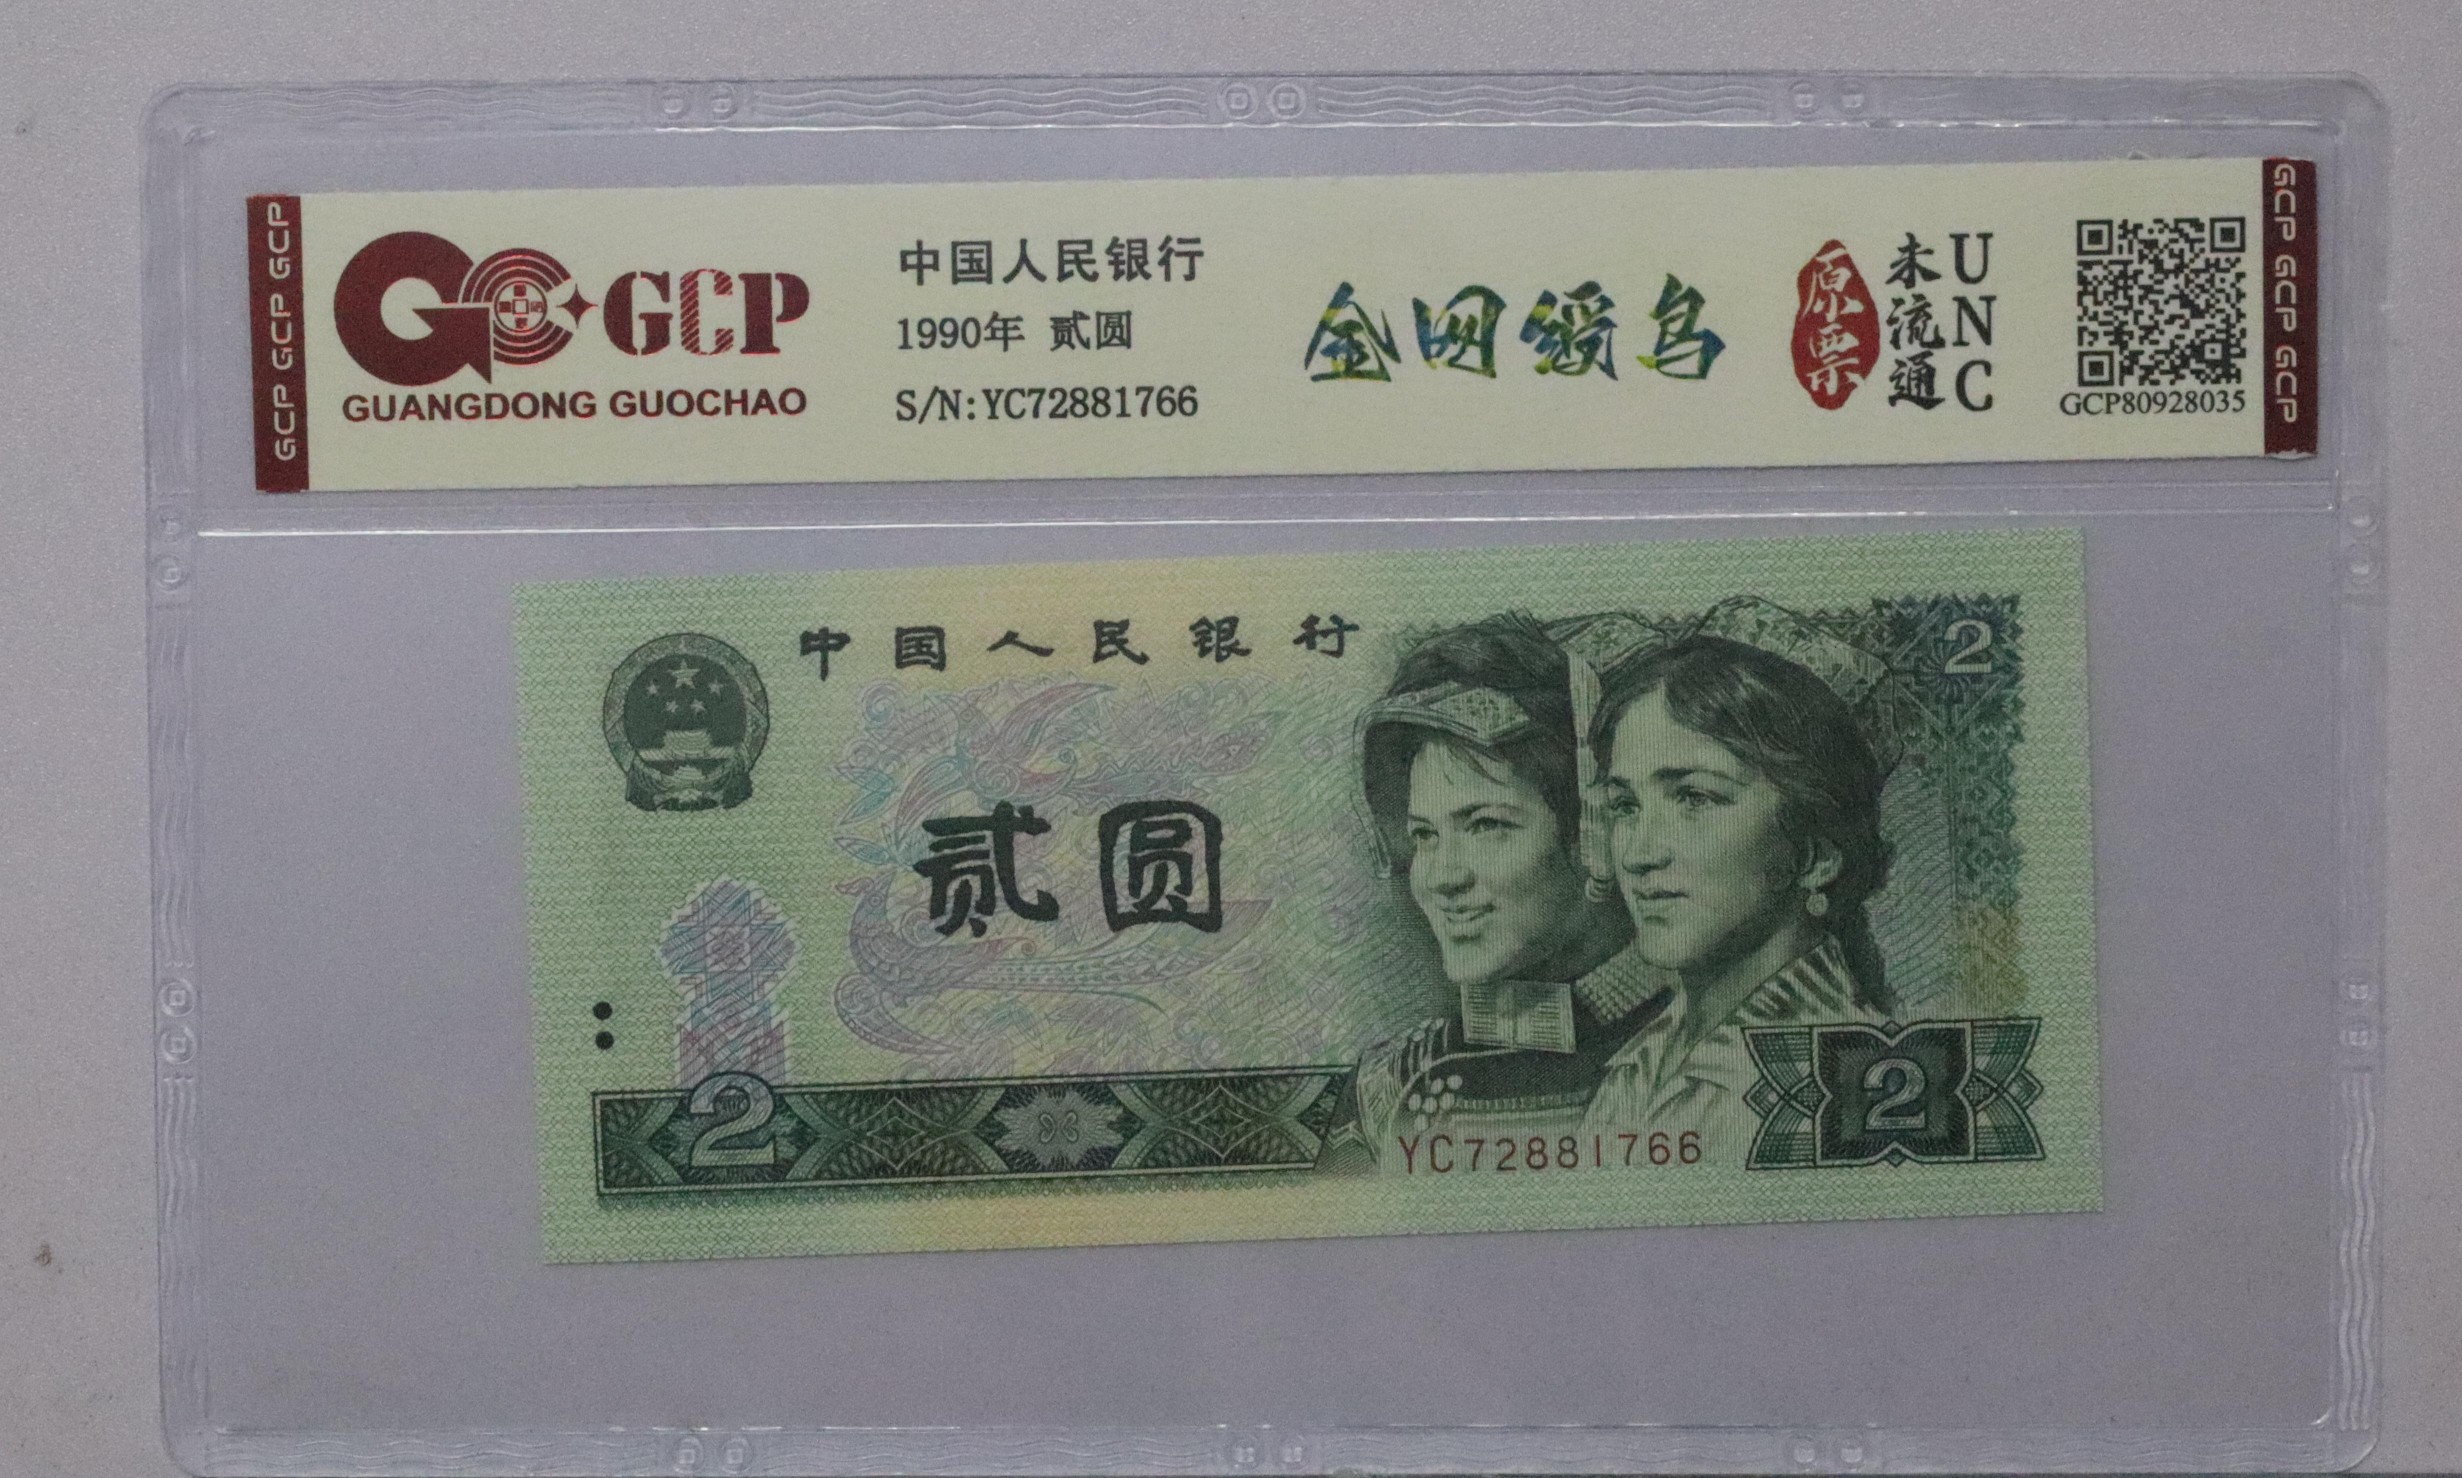 GCP GCP GCP
GCP
GUANGDONG GUOCHAO
中国人民银行
1990年 贰圆
S/N:YC72881766
金网绶鸟
原票
未流通
UNC
GCP80928035
GCP GCP GCP
中国人民银行
2
贰圆
2
YC72881766
2